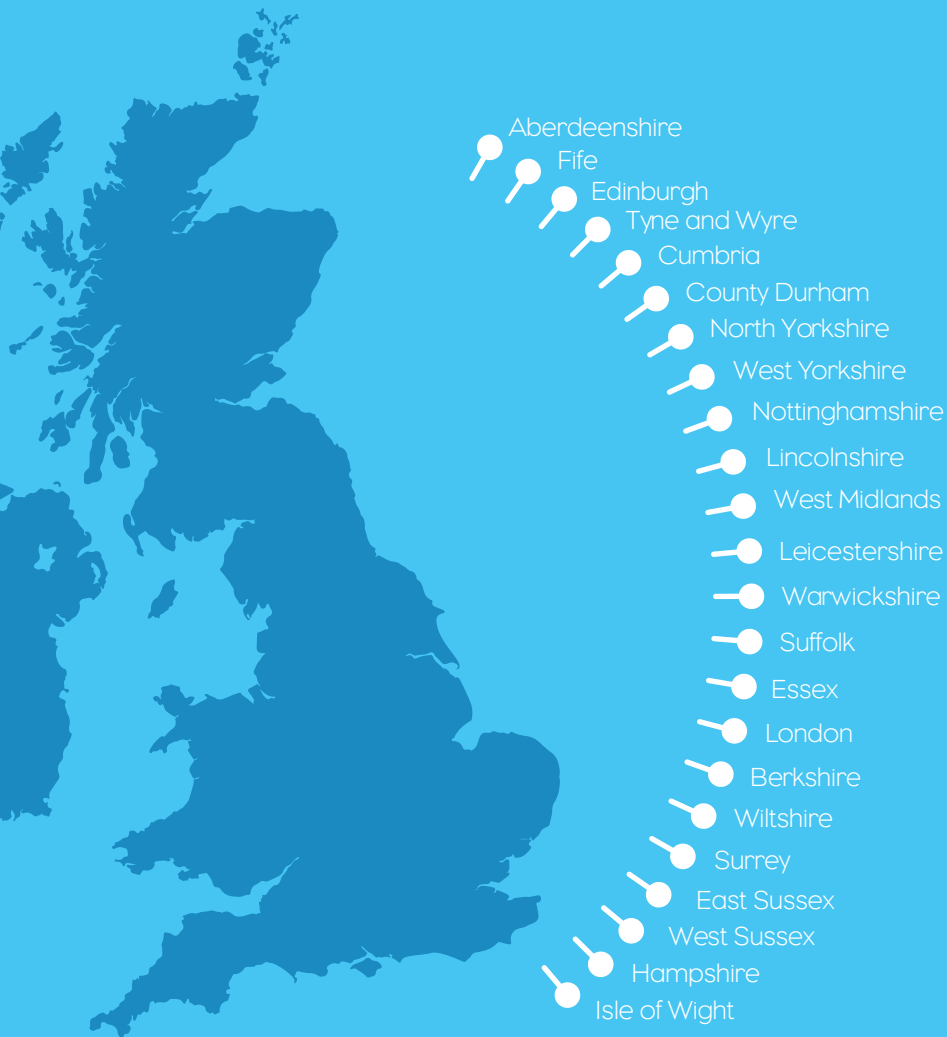 Aberdeenshire
Fife
Edinburgh
Tyne and Wyre
Cumbria
County Durham
North Yorkshire
West Yorkshire
Nottinghamshire
Lincolnshire
West Midlands
Leicestershire
Warwickshire
Suffolk
Essex
London
Berkshire
Wiltshire
Surrey
East Sussex
West Sussex
Hampshire
Isle of Wight